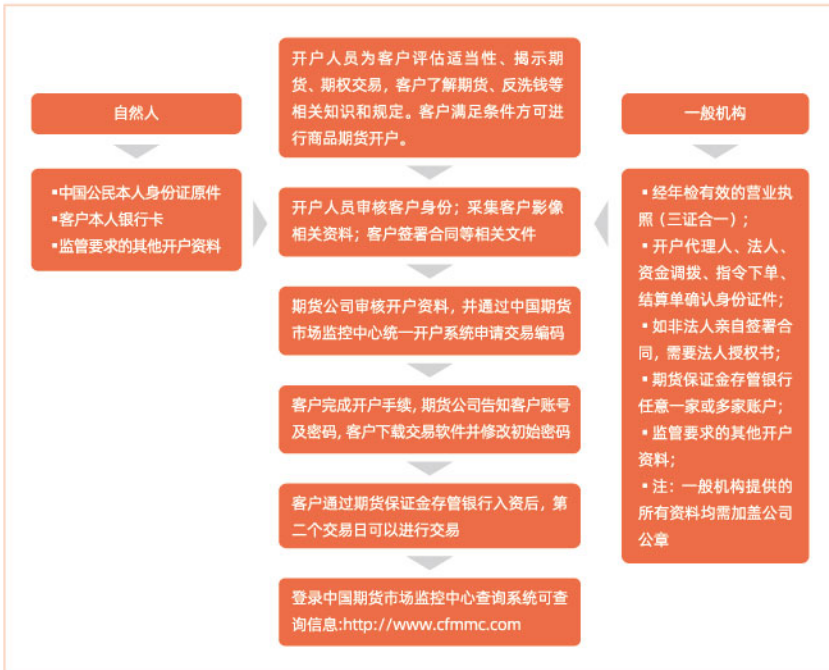 开户人员为客户评估适当性、揭示期
货、期权交易，客户了解期货、反洗钱等
相关知识和规定。客户满足条件方可进
行商品期货开户。
自然人
▪中国公民本人身份证原件
▪客户本人银行卡
▪监管要求的其他开户资料
开户人员审核客户身份；采集客户影像
相关资料；客户签署合同等相关文件
期货公司审核开户资料，并通过中国期货
市场监控中心统一开户系统申请交易编码
客户完成开户手续，期货公司告知客户账号
及密码，客户下载交易软件并修改初始密码
客户通过期货保证金存管银行入资后，第
二个交易日可以进行交易
登录中国期货市场监控中心查询系统可查
询信息:http://www.cfmmc.com
一般机构
▪ 经年检有效的营业执
照（三证合一）；
▪ 开户代理人、法人、
资金调拨、指令下单、
结算单确认身份证件；
▪ 如非法人亲自签署合
同，需要法人授权书；
▪ 期货保证金存管银行
任意一家或多家账户；
▪ 监管要求的其他开户
资料；
▪ 注：一般机构提供的
所有资料均需加盖公司
公章